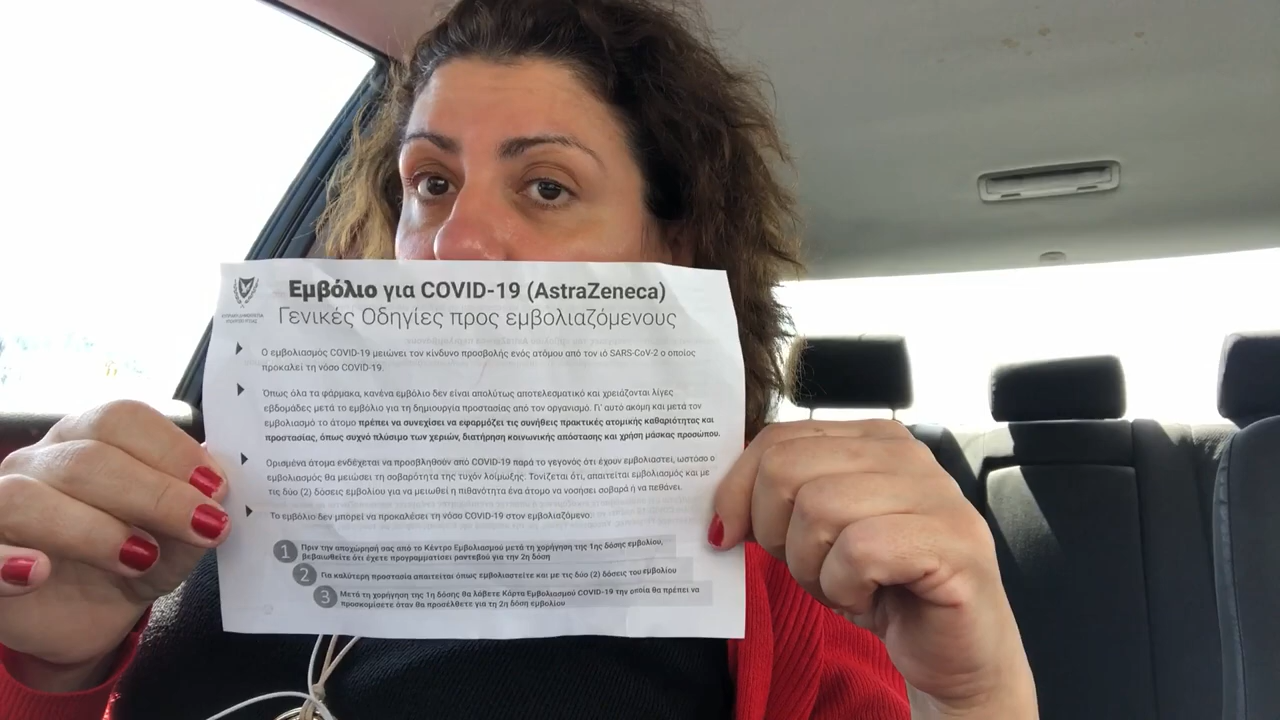 Εμβόλιο για COVID-19 (AstraZeneca)
Γενικές Οδηγίες προς εμβολιαζόμενους
Ο εμβολιασμός COVID-19 μειώνει τον κίνδυνο προσβολής ενός ατόμου από τον ιό SARS-CoV-2 ο οποίος
προκαλεί τη νόσο COVID-19.
Όπως όλα τα φάρμακα, κανένα εμβόλιο δεν είναι απολύτως αποτελεσματικό και χρειάζονται λίγες
εβδομάδες μετά το εμβόλιο για τη δημιουργία προστασίας από τον οργανισμό. Γι' αυτό ακόμη και μετά τον
εμβολιασμό το άτομο πρέπει να συνεχίσει να εφαρμόζει τις συνήθεις πρακτικές ατομικής καθαριότητας και
προστασίας, όπως συχνό πλύσιμο των χεριών, διατήρηση κοινωνικής απόστασης και χρήση μάσκας προσώπου.
Ορισμένα άτομα ενδέχεται να προσβληθούν από COVID-19 παρά το γεγονός ότι έχουν εμβολιαστεί, ωστόσο ο
εμβολιασμός θα μειώσει τη σοβαρότητα της τυχόν λοίμωξης. Τονίζεται ότι, απαιτείται εμβολιασμός και με
τις δύο (2) δόσεις εμβολίου για να μειωθεί η πιθανότητα ένα άτομο να νοσήσει σοβαρά ή να πεθάνει.
Το εμβόλιο δεν μπορεί να προκαλέσει τη νόσο COVID-19 στον εμβολιαζόμενο.
1 Πριν την αποχώρησή σας από το Κέντρο Εμβολιασμού μετά τη χορήγηση της 1ης δόσης εμβολίου,
βεβαιωθείτε ότι έχετε προγραμματίσει ραντεβού για την 2η δόση
2 Για καλύτερη προστασία απαιτείται όπως εμβολιαστείτε και με τις δύο (2) δόσεις του εμβολίου
3 Μετά τη χορήγηση της 1η δόσης θα λάβετε Κάρτα Εμβολιασμού COVID-19 την οποία θα πρέπει να
προσκομίσετε όταν θα προσέλθετε για τη 2η δόση εμβολίου